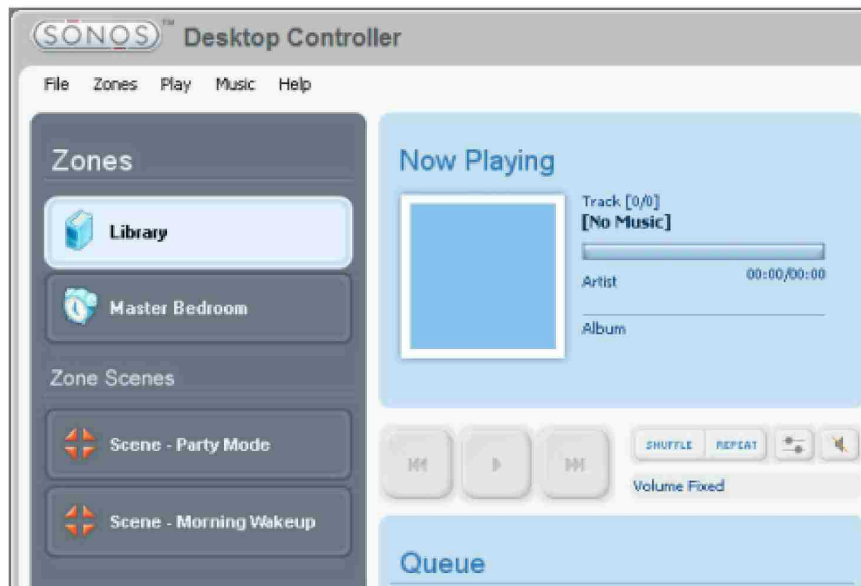 SONOS™ Desktop Controller
File Zones Play Music Help
Zones
Library
Master Bedroom
Zone Scenes
Scene - Party Mode
Scene - Morning Wakeup
Now Playing
Track [0/0]
[No Music]
Artist 00:00/00:00
Album
SHUFFLE REPEAT
Volume Fixed
Queue